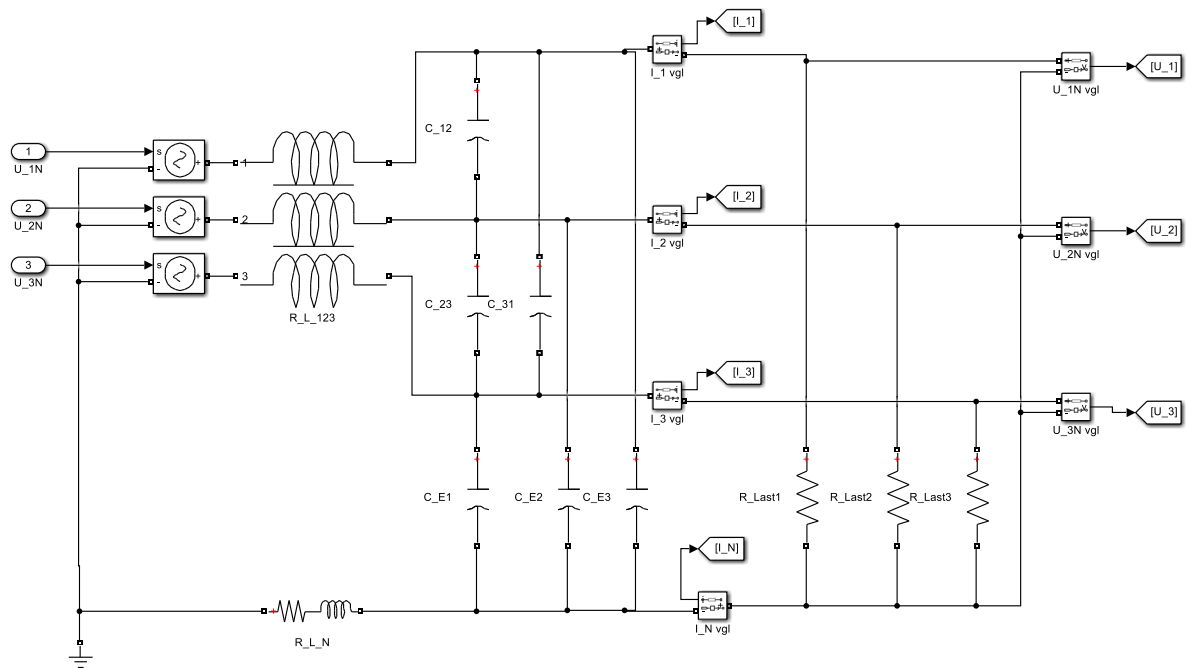 [I_1]
I_1 vgl
[U_1]
U_1N vgl
C_12
1
U_1N
s
-
+
1
[I_2]
2
U_2N
s
-
+
2
I_2 vgl
[U_2]
U_2N vgl
3
U_3N
s
-
+
3
C_23
C_31
R_L_123
[I_3]
I_3 vgl
[U_3]
U_3N vgl
C_E1
C_E2
C_E3
R_Last1
R_Last2
R_Last3
[I_N]
I_N vgl
R_L_N